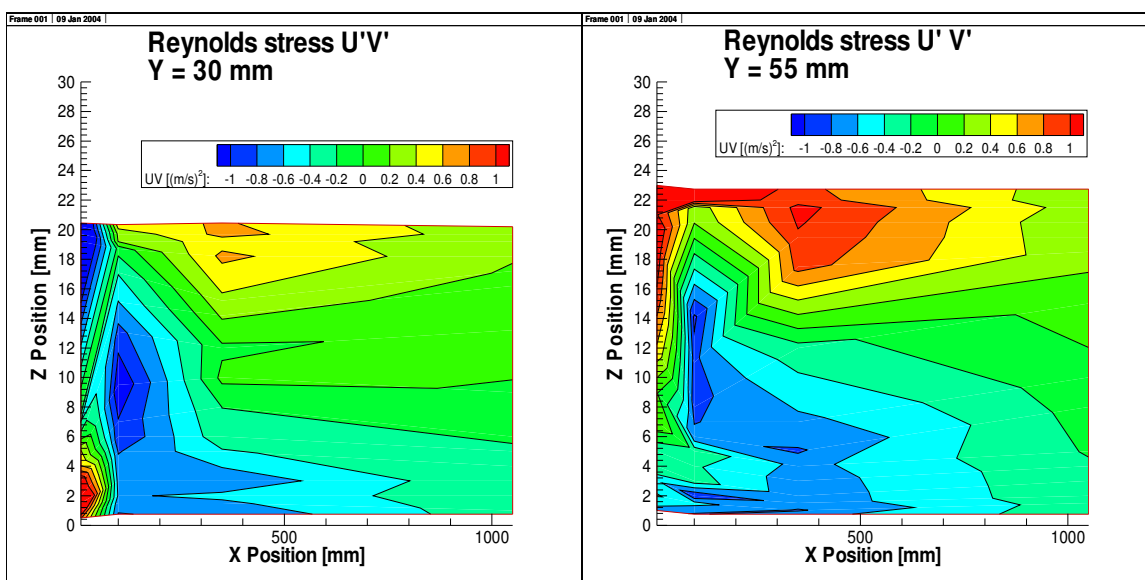 Frame 001 | 09 Jan 2004 |
Reynolds stress U'V'
Y = 30 mm
30
28
26
24
22
20
18
16
14
12
10
8
6
4
2
0
Z Position [mm]
UV [(m/s)²]: -1 -0.8 -0.6 -0.4 -0.2 0 0.2 0.4 0.6 0.8 1
500 1000
X Position [mm]
Frame 001 | 09 Jan 2004 |
Reynolds stress U' V'
Y = 55 mm
30
28
26
24
22
20
18
16
14
12
10
8
6
4
2
0
Z Position [mm]
UV [(m/s)²]: -1 -0.8 -0.6 -0.4 -0.2 0 0.2 0.4 0.6 0.8 1
500 1000
X Position [mm]